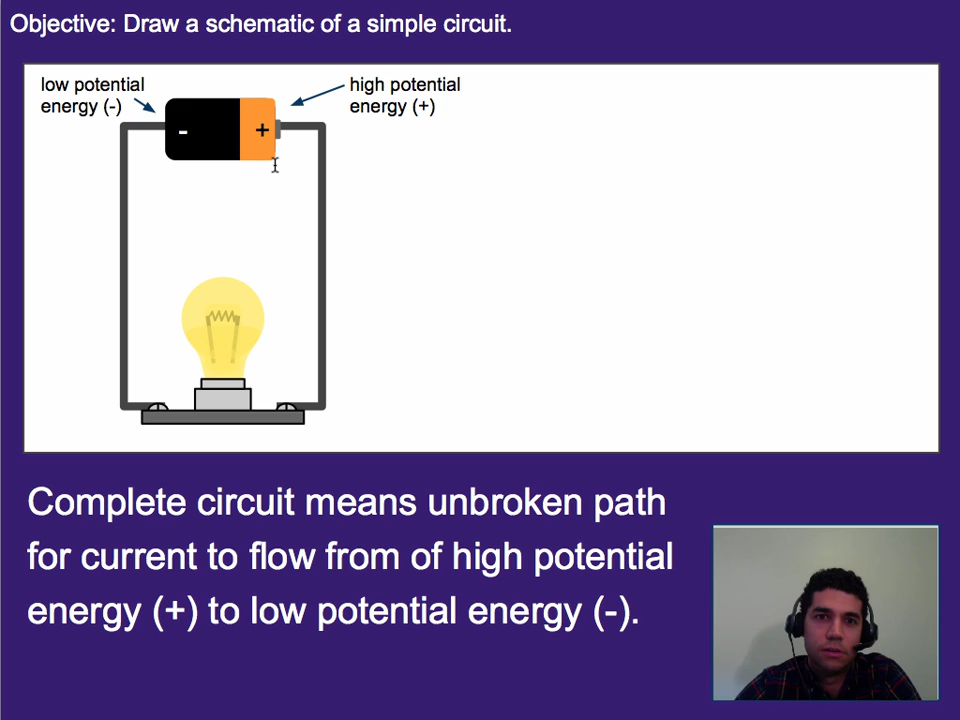 Objective: Draw a schematic of a simple circuit.
low potential
energy (-)
high potential
energy (+)
-
+
Complete circuit means unbroken path
for current to flow from of high potential
energy (+) to low potential energy (-).